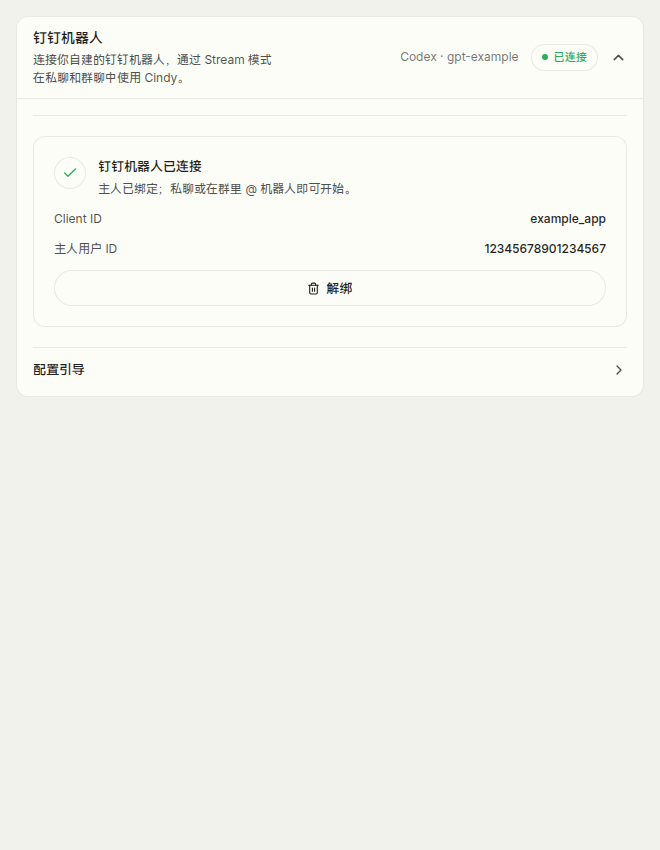 钉钉机器人
连接你自建的钉钉机器人，通过 Stream 模式
在私聊和群聊中使用 Cindy。
Codex · gpt-example
已连接
钉钉机器人已连接
主人已绑定；私聊或在群里 @ 机器人即可开始。
Client ID
example_app
主人用户 ID
12345678901234567
解绑
配置引导